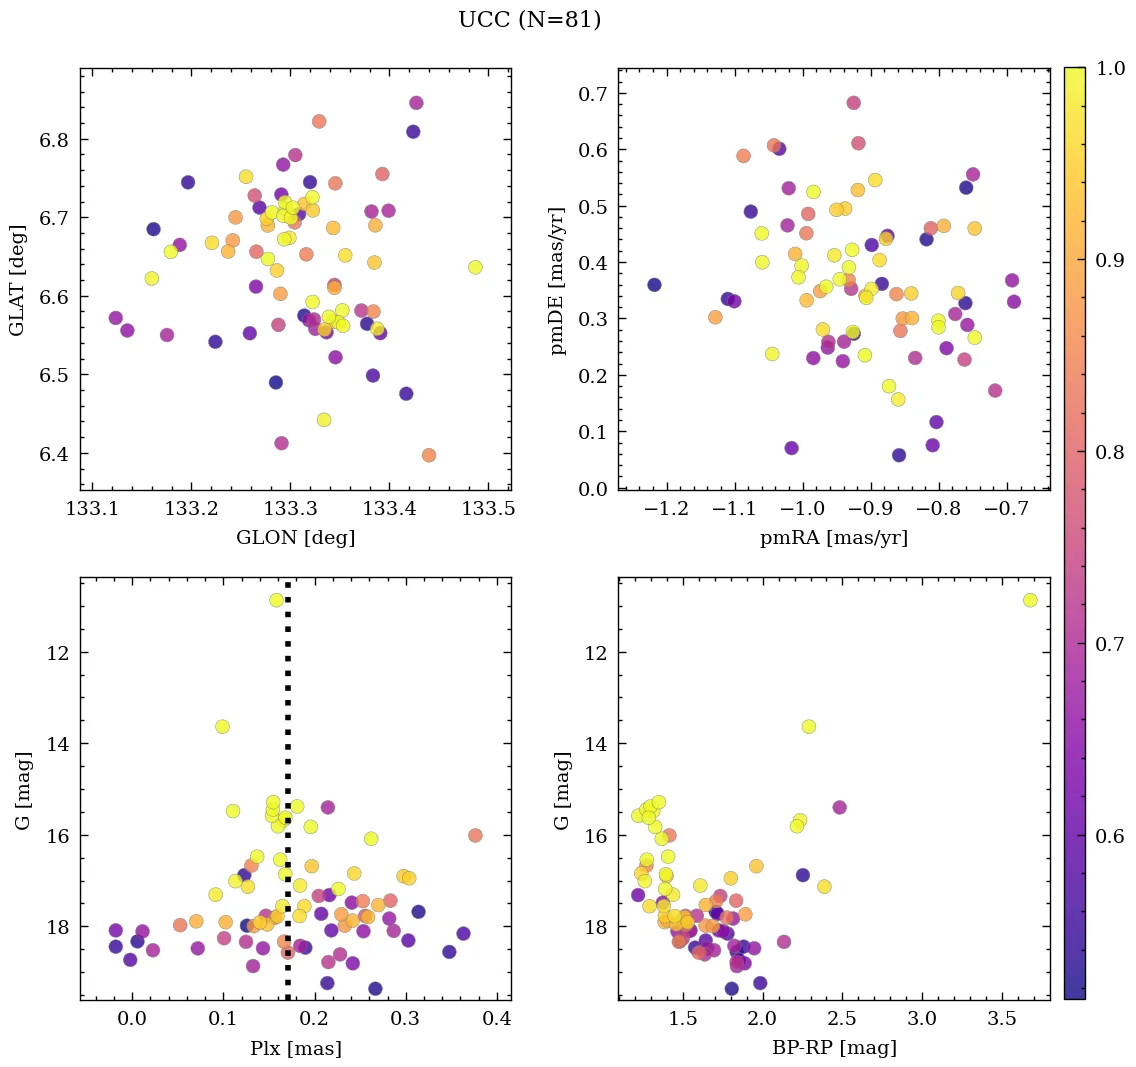 UCC (N=81)
6.8
6.7
6.6
6.5
6.4
GLAT [deg]
133.1 133.2 133.3 133.4 133.5
GLON [deg]
0.7
0.6
0.5
0.4
0.3
0.2
0.1
0.0
pmDE [mas/yr]
−1.2 −1.1 −1.0 −0.9 −0.8 −0.7
pmRA [mas/yr]
1.0
0.9
0.8
0.7
0.6
12
14
16
18
G [mag]
0.0 0.1 0.2 0.3 0.4
Plx [mas]
12
14
16
18
G [mag]
1.5 2.0 2.5 3.0 3.5
BP-RP [mag]